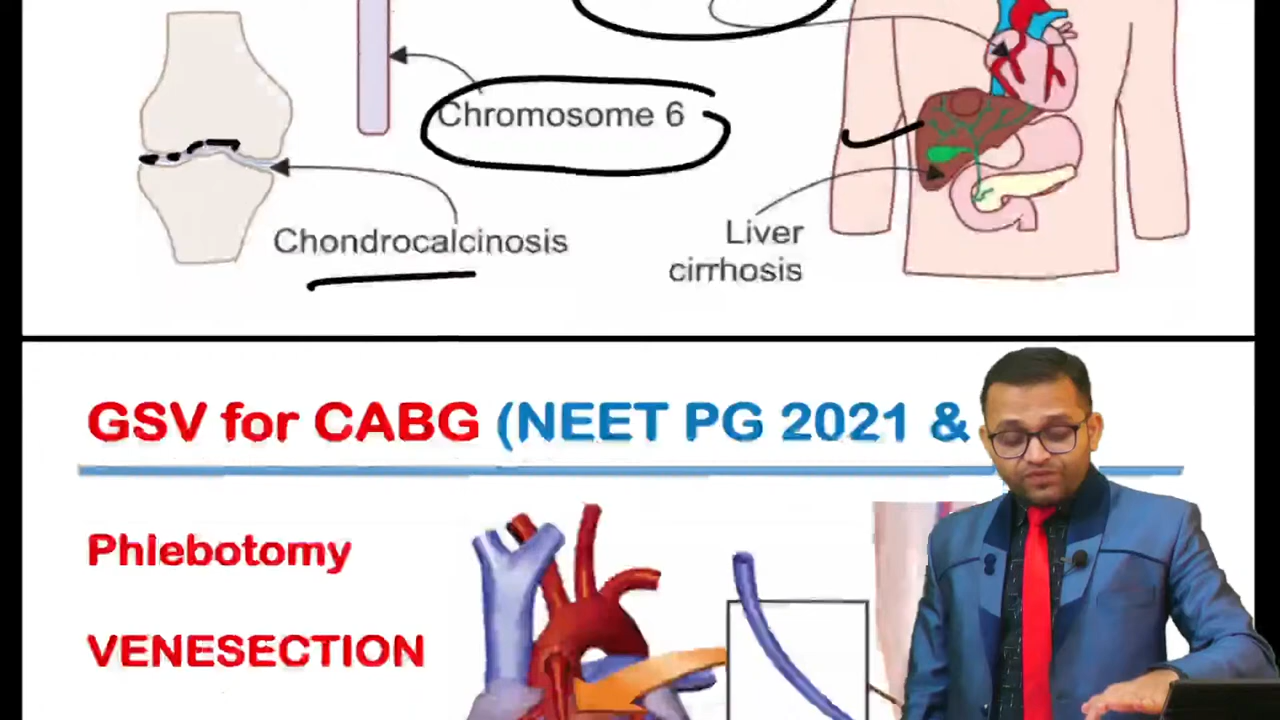 Chromosome 6
Chondrocalcinosis
Liver
cirrhosis
GSV for CABG (NEET PG 2021 &
Phlebotomy
VENESECTION